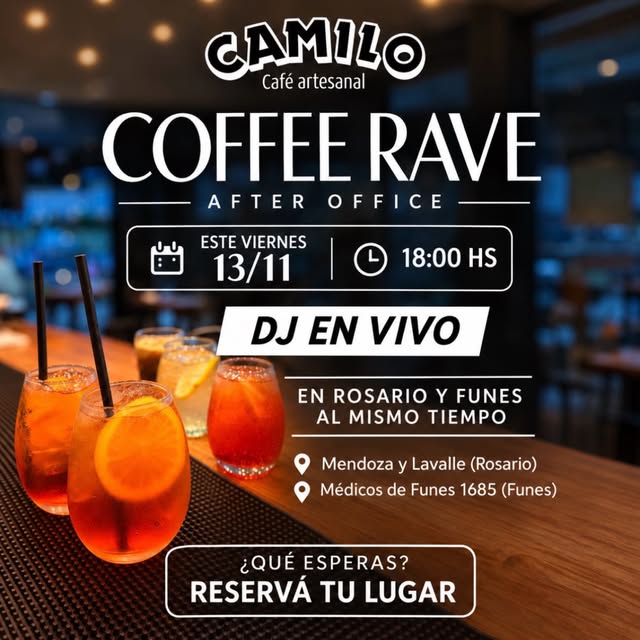 CAMILO
Café artesanal
COFFEE RAVE
AFTER OFFICE
ESTE VIERNES
13/11
18:00 HS
DJ EN VIVO
EN ROSARIO Y FUNES
AL MISMO TIEMPO
Mendoza y Lavalle (Rosario)
Médicos de Funes 1685 (Funes)
¿QUÉ ESPERAS?
RESERVÁ TU LUGAR